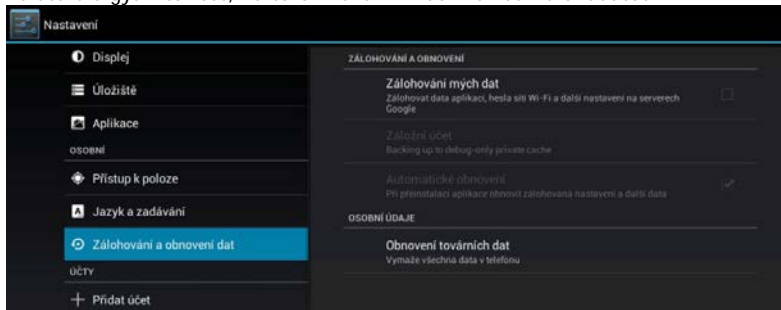 Nastavení
Displej
Úložiště
Aplikace
OSOBNÍ
Přístup k poloze
Jazyk a zadávání
Zálohování a obnovení dat
ÚČTY
Přidat účet
ZÁLOHOVÁNÍ A OBNOVENÍ
Zálohování mých dat
Zálohovat data aplikací, hesla sítí Wi-Fi a další nastavení na serverech
Google
Záložní účet
Backing up to debug-only private cache
Automatické obnovení
Při přeinstalaci aplikace obnovit zálohovaná nastavení a další data
OSOBNÍ ÚDAJE
Obnovení továrních dat
Vymaže všechna data v telefonu